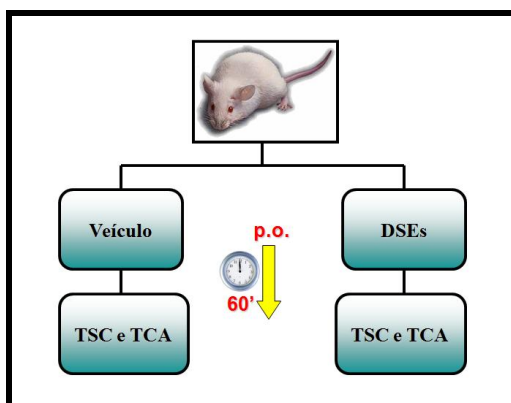 Veículo
p.o.
DSEs
60'
TSC e TCA
TSC e TCA